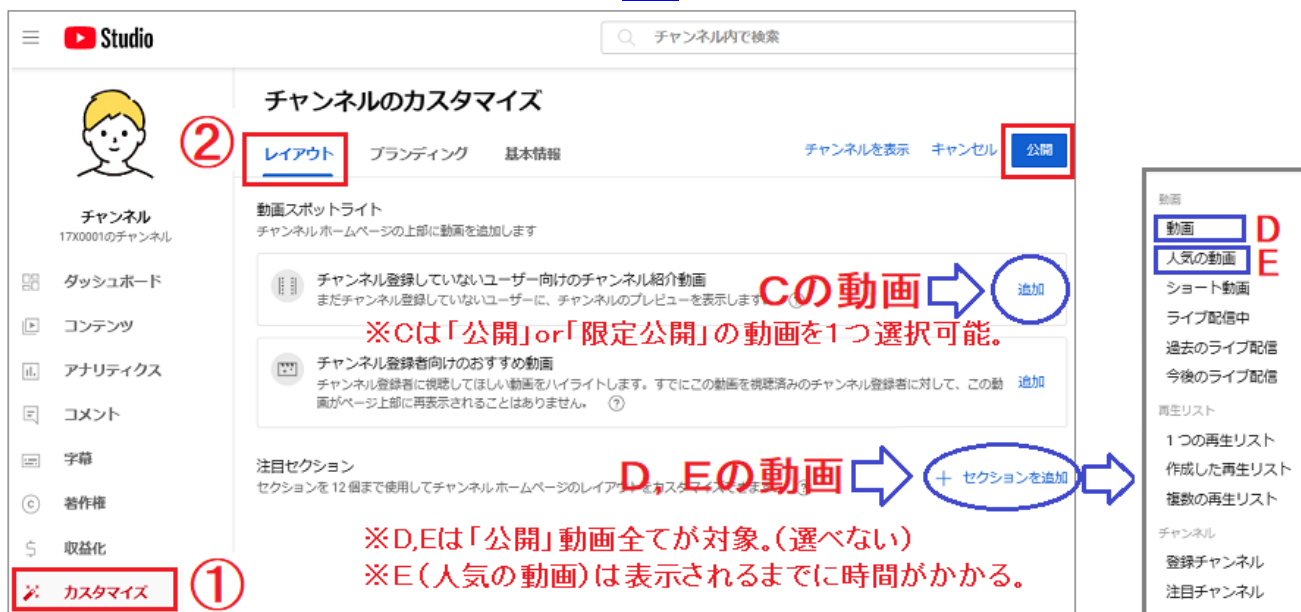 Studio
チャンネル内で検索
チャンネルのカスタマイズ
②
レイアウト ブランディング 基本情報 チャンネルを表示 キャンセル 公開
チャンネル
17X0001のチャンネル
ダッシュボード
コンテンツ
アナリティクス
コメント
字幕
著作権
収益化
カスタマイズ
①
動画スポットライト
チャンネル ホームページの上部に動画を追加します
チャンネル登録していないユーザー向けのチャンネル紹介動画
まだチャンネル登録していないユーザーに、チャンネルのプレビューを表示します
Cの動画
追加
※Cは「公開」or「限定公開」の動画を1つ選択可能。
チャンネル登録者向けのおすすめ動画
チャンネル登録者に視聴してほしい動画をハイライトします。すでにこの動画を視聴済みのチャンネル登録者に対して、この動
画がページ上部に再表示されることはありません。 ?
追加
注目セクション
セクションを 12 個まで使用してチャンネル ホームページのレイアウトをカスタマイズできます
D, Eの動画
+ セクションを追加
※D,Eは「公開」動画全てが対象。(選べない)
※E(人気の動画)は表示されるまでに時間がかかる。
動画
動画 D
人気の動画 E
ショート動画
ライブ配信中
過去のライブ配信
今後のライブ配信
再生リスト
1 つの再生リスト
作成した再生リスト
複数の再生リスト
チャンネル
登録チャンネル
注目チャンネル